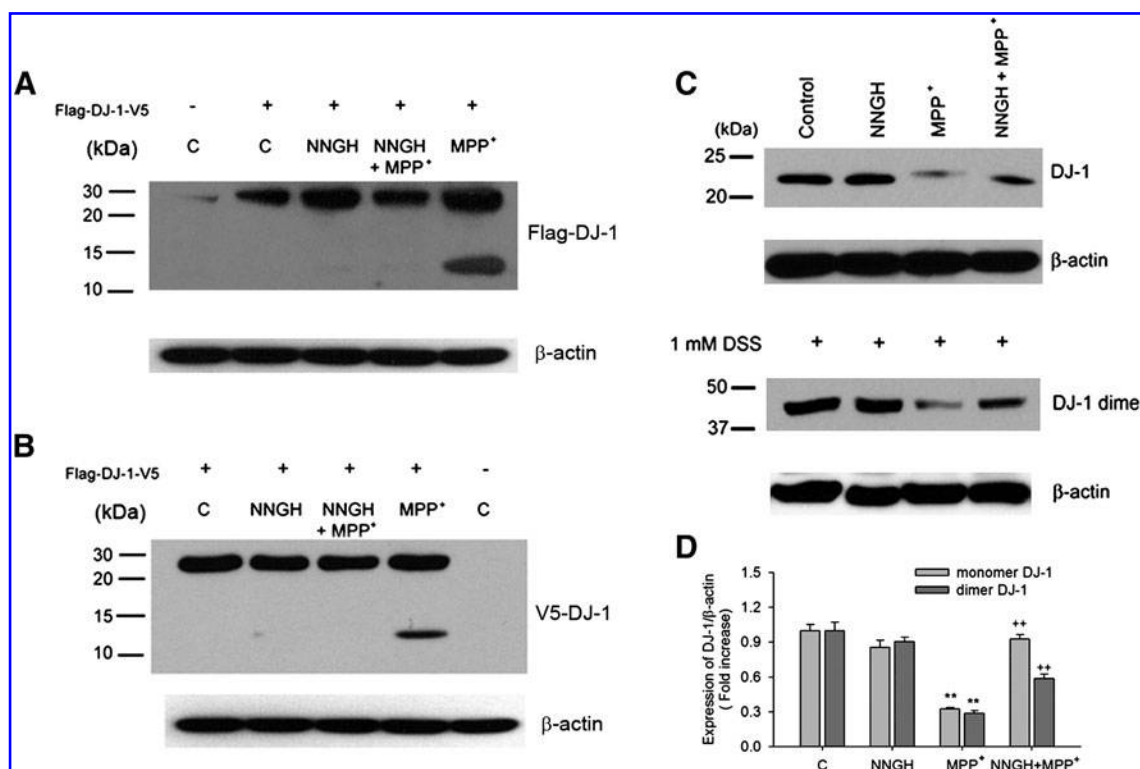 A
Flag-DJ-1-V5 - + + + +
(kDa) C C NNGH NNGH + MPP⁺ MPP⁺
30
20
15
10
Flag-DJ-1
β-actin
B
Flag-DJ-1-V5 + + + + -
(kDa) C NNGH NNGH + MPP⁺ MPP⁺ C
30
20
15
10
V5-DJ-1
β-actin
C
Control NNGH MPP⁺ NNGH + MPP⁺
(kDa)
25
20
DJ-1
β-actin
1 mM DSS + + + +
50
37
DJ-1 dime
β-actin
D
Expression of DJ-1/β-actin
( Fold increase)
1.5
0.9
0.6
0.3
0.0
monomer DJ-1
dimer DJ-1
** **
++ ++
C NNGH MPP⁺ NNGH+MPP⁺